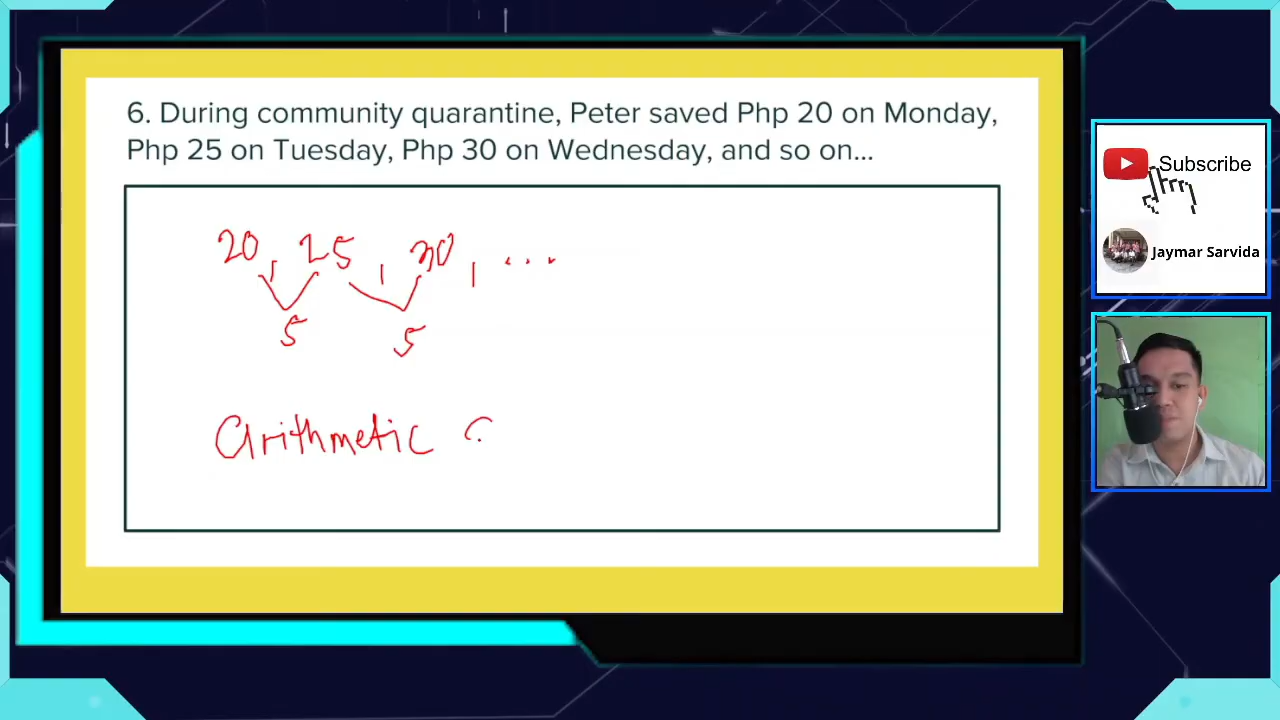 6. During community quarantine, Peter saved Php 20 on Monday,
Php 25 on Tuesday, Php 30 on Wednesday, and so on...
20, 25, 30, ...
5 5
arithmetic
Subscribe
Jaymar Sarvida